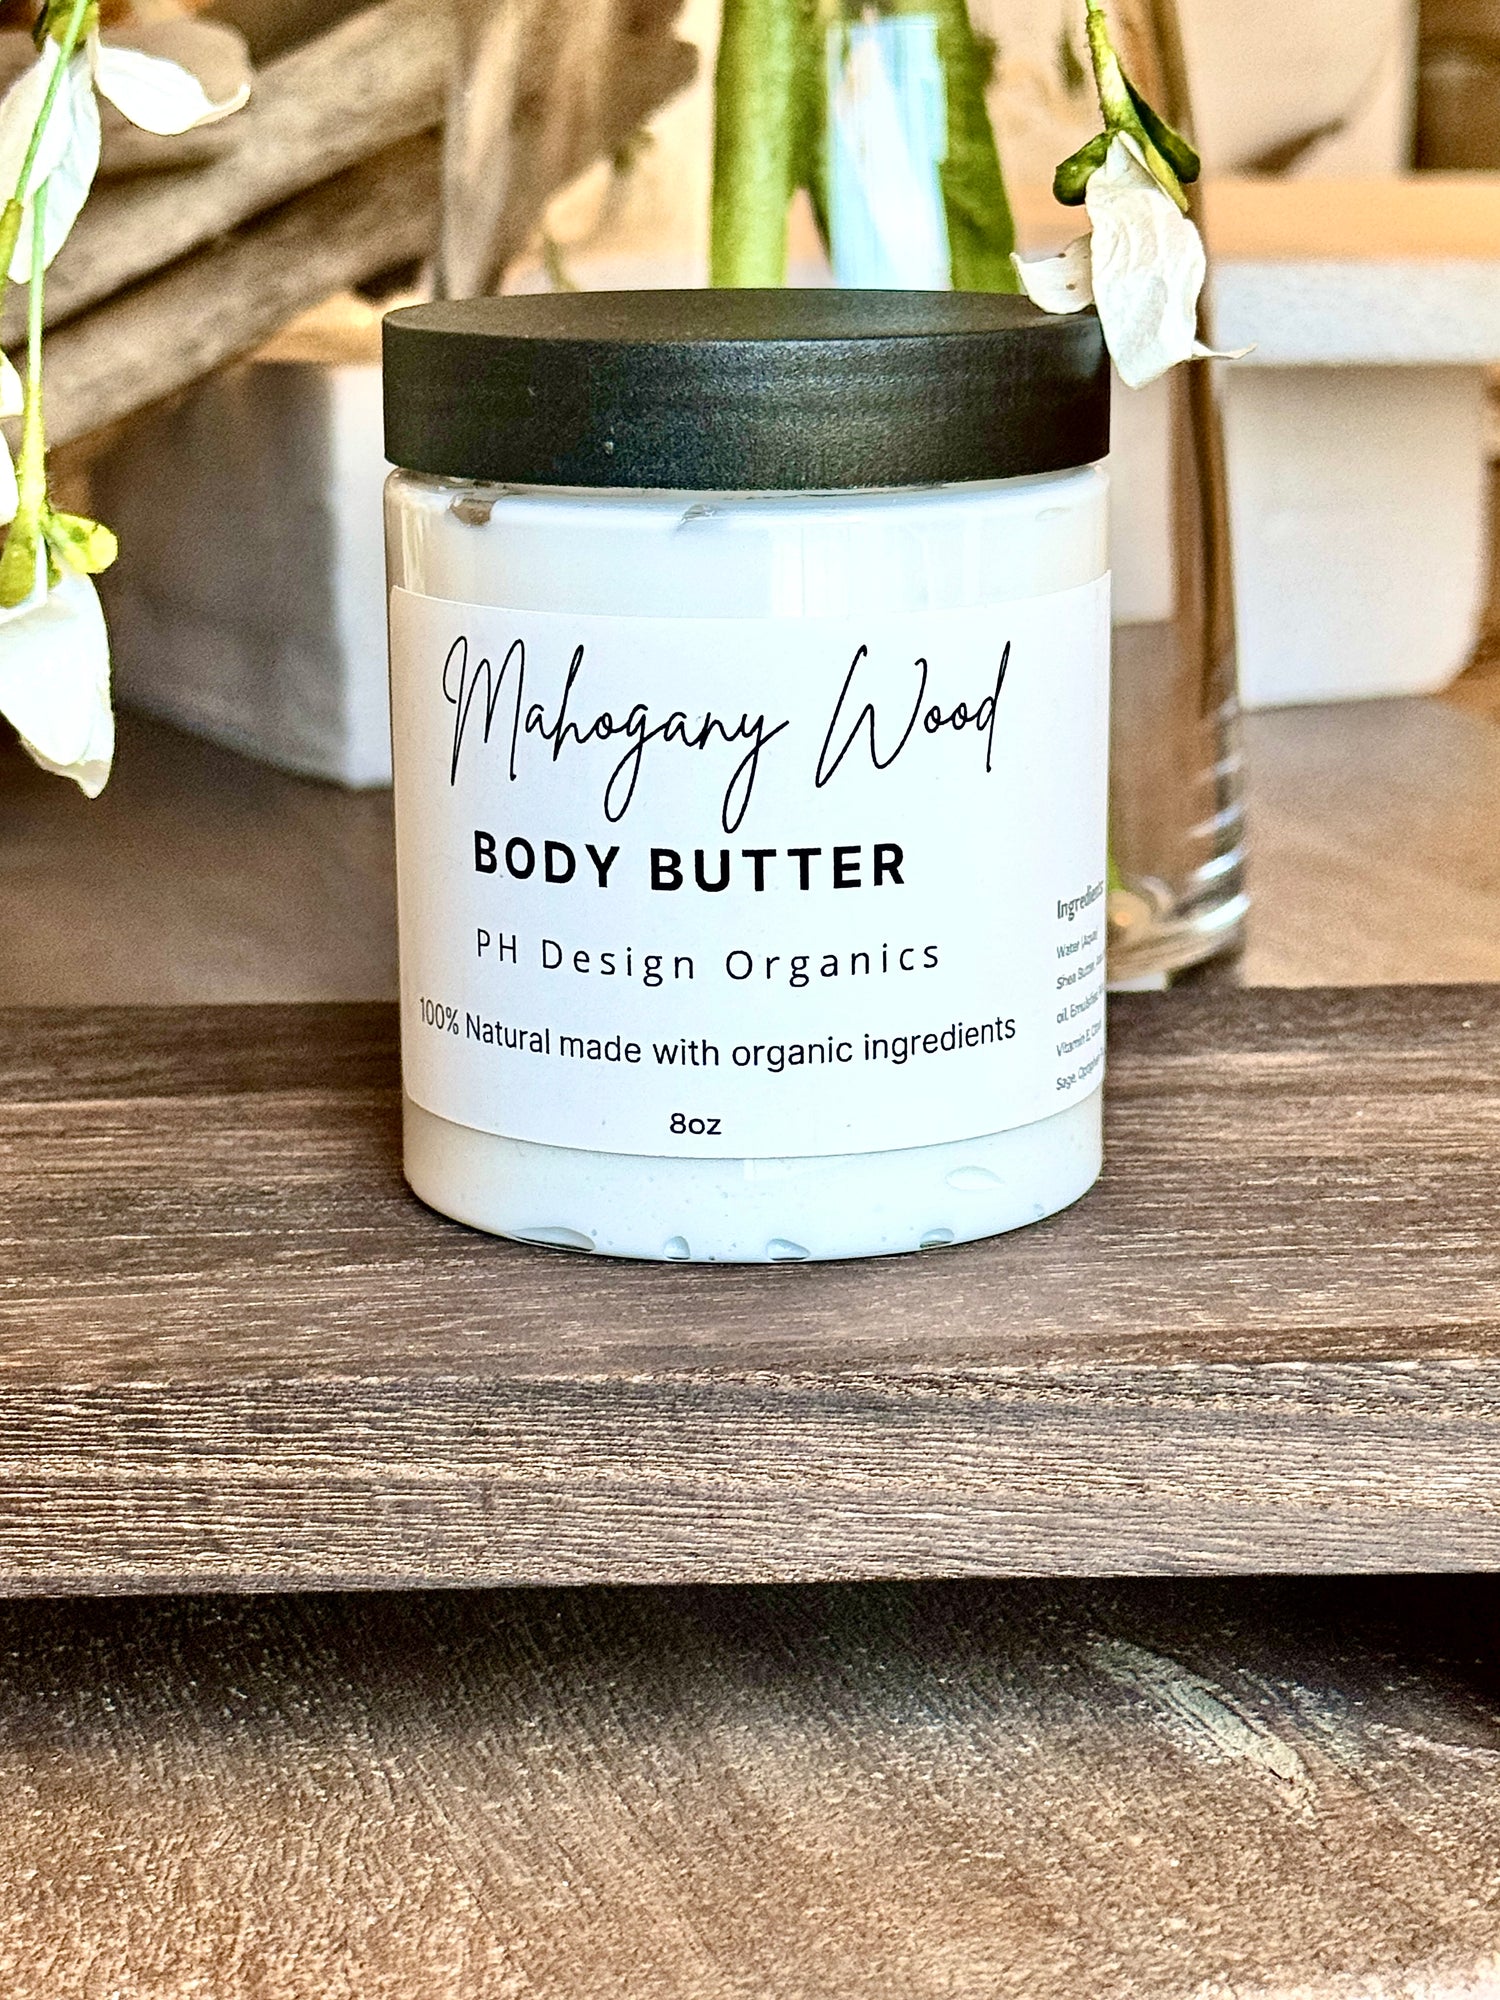 Mahogany Wood
BODY BUTTER
PH Design Organics
100% Natural made with organic ingredients
8oz
Ingredients
Water
Shea Butter,
oil, Emulsifying
Vitamin E,
Sage,